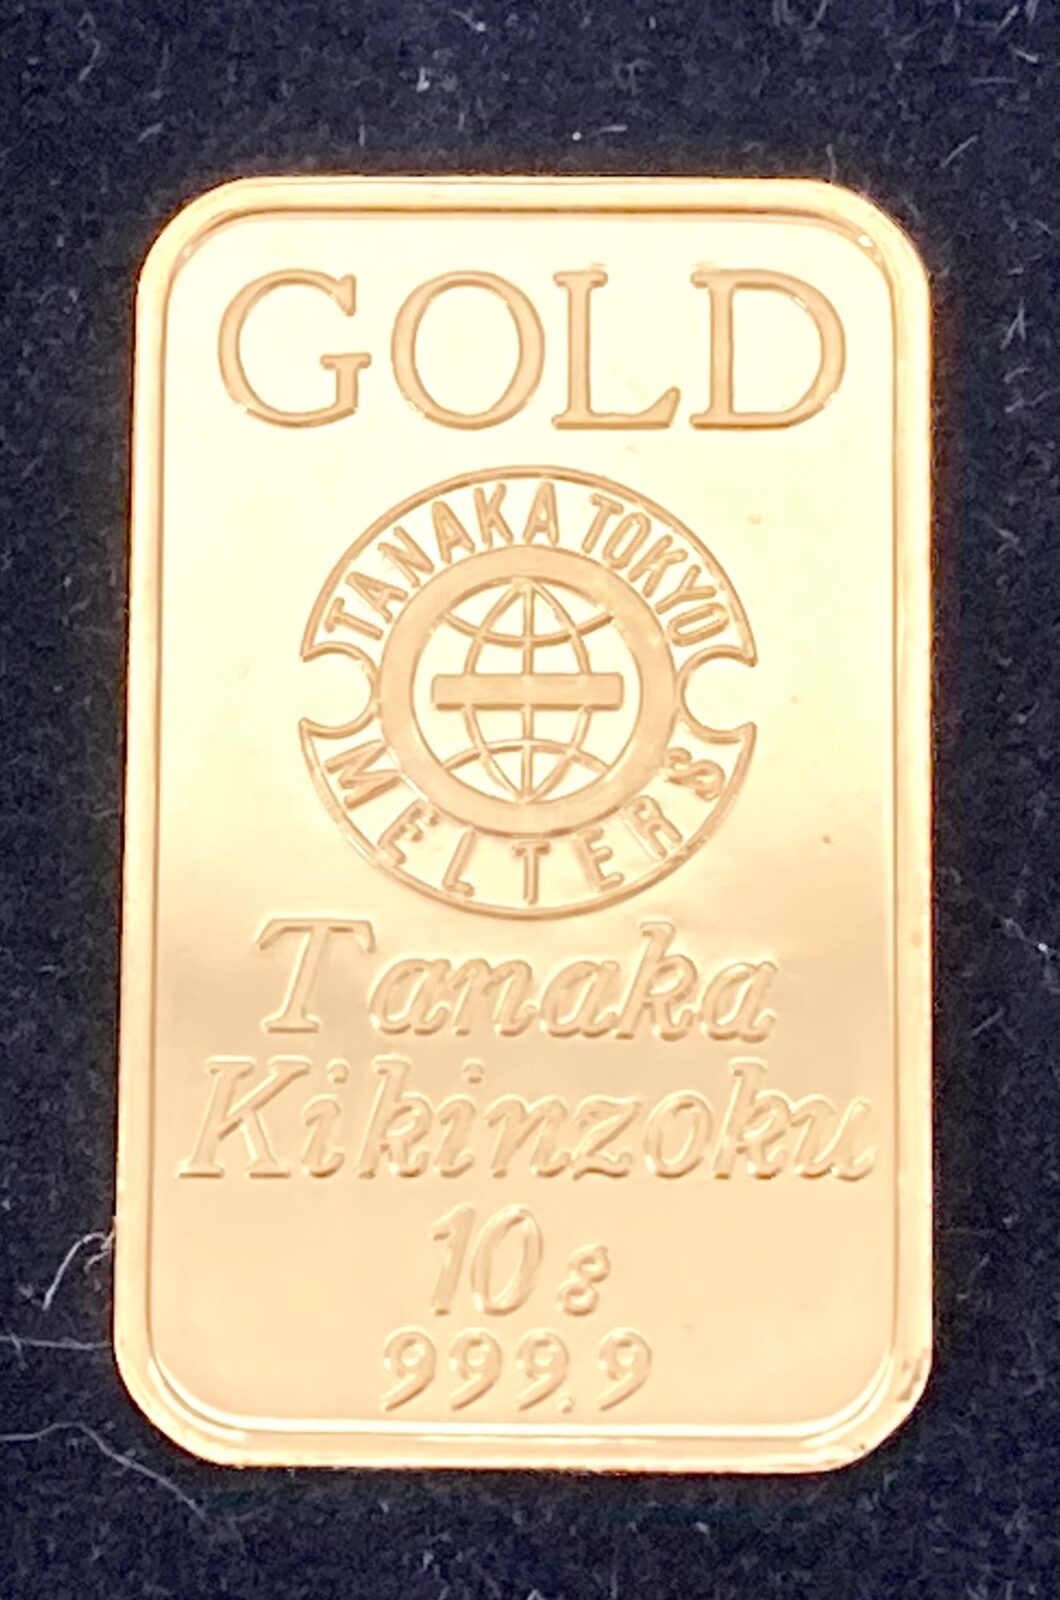 GOLD
TANAKA TOKYO
MELTERS
Tanaka
Kikinzoku
10g
999.9